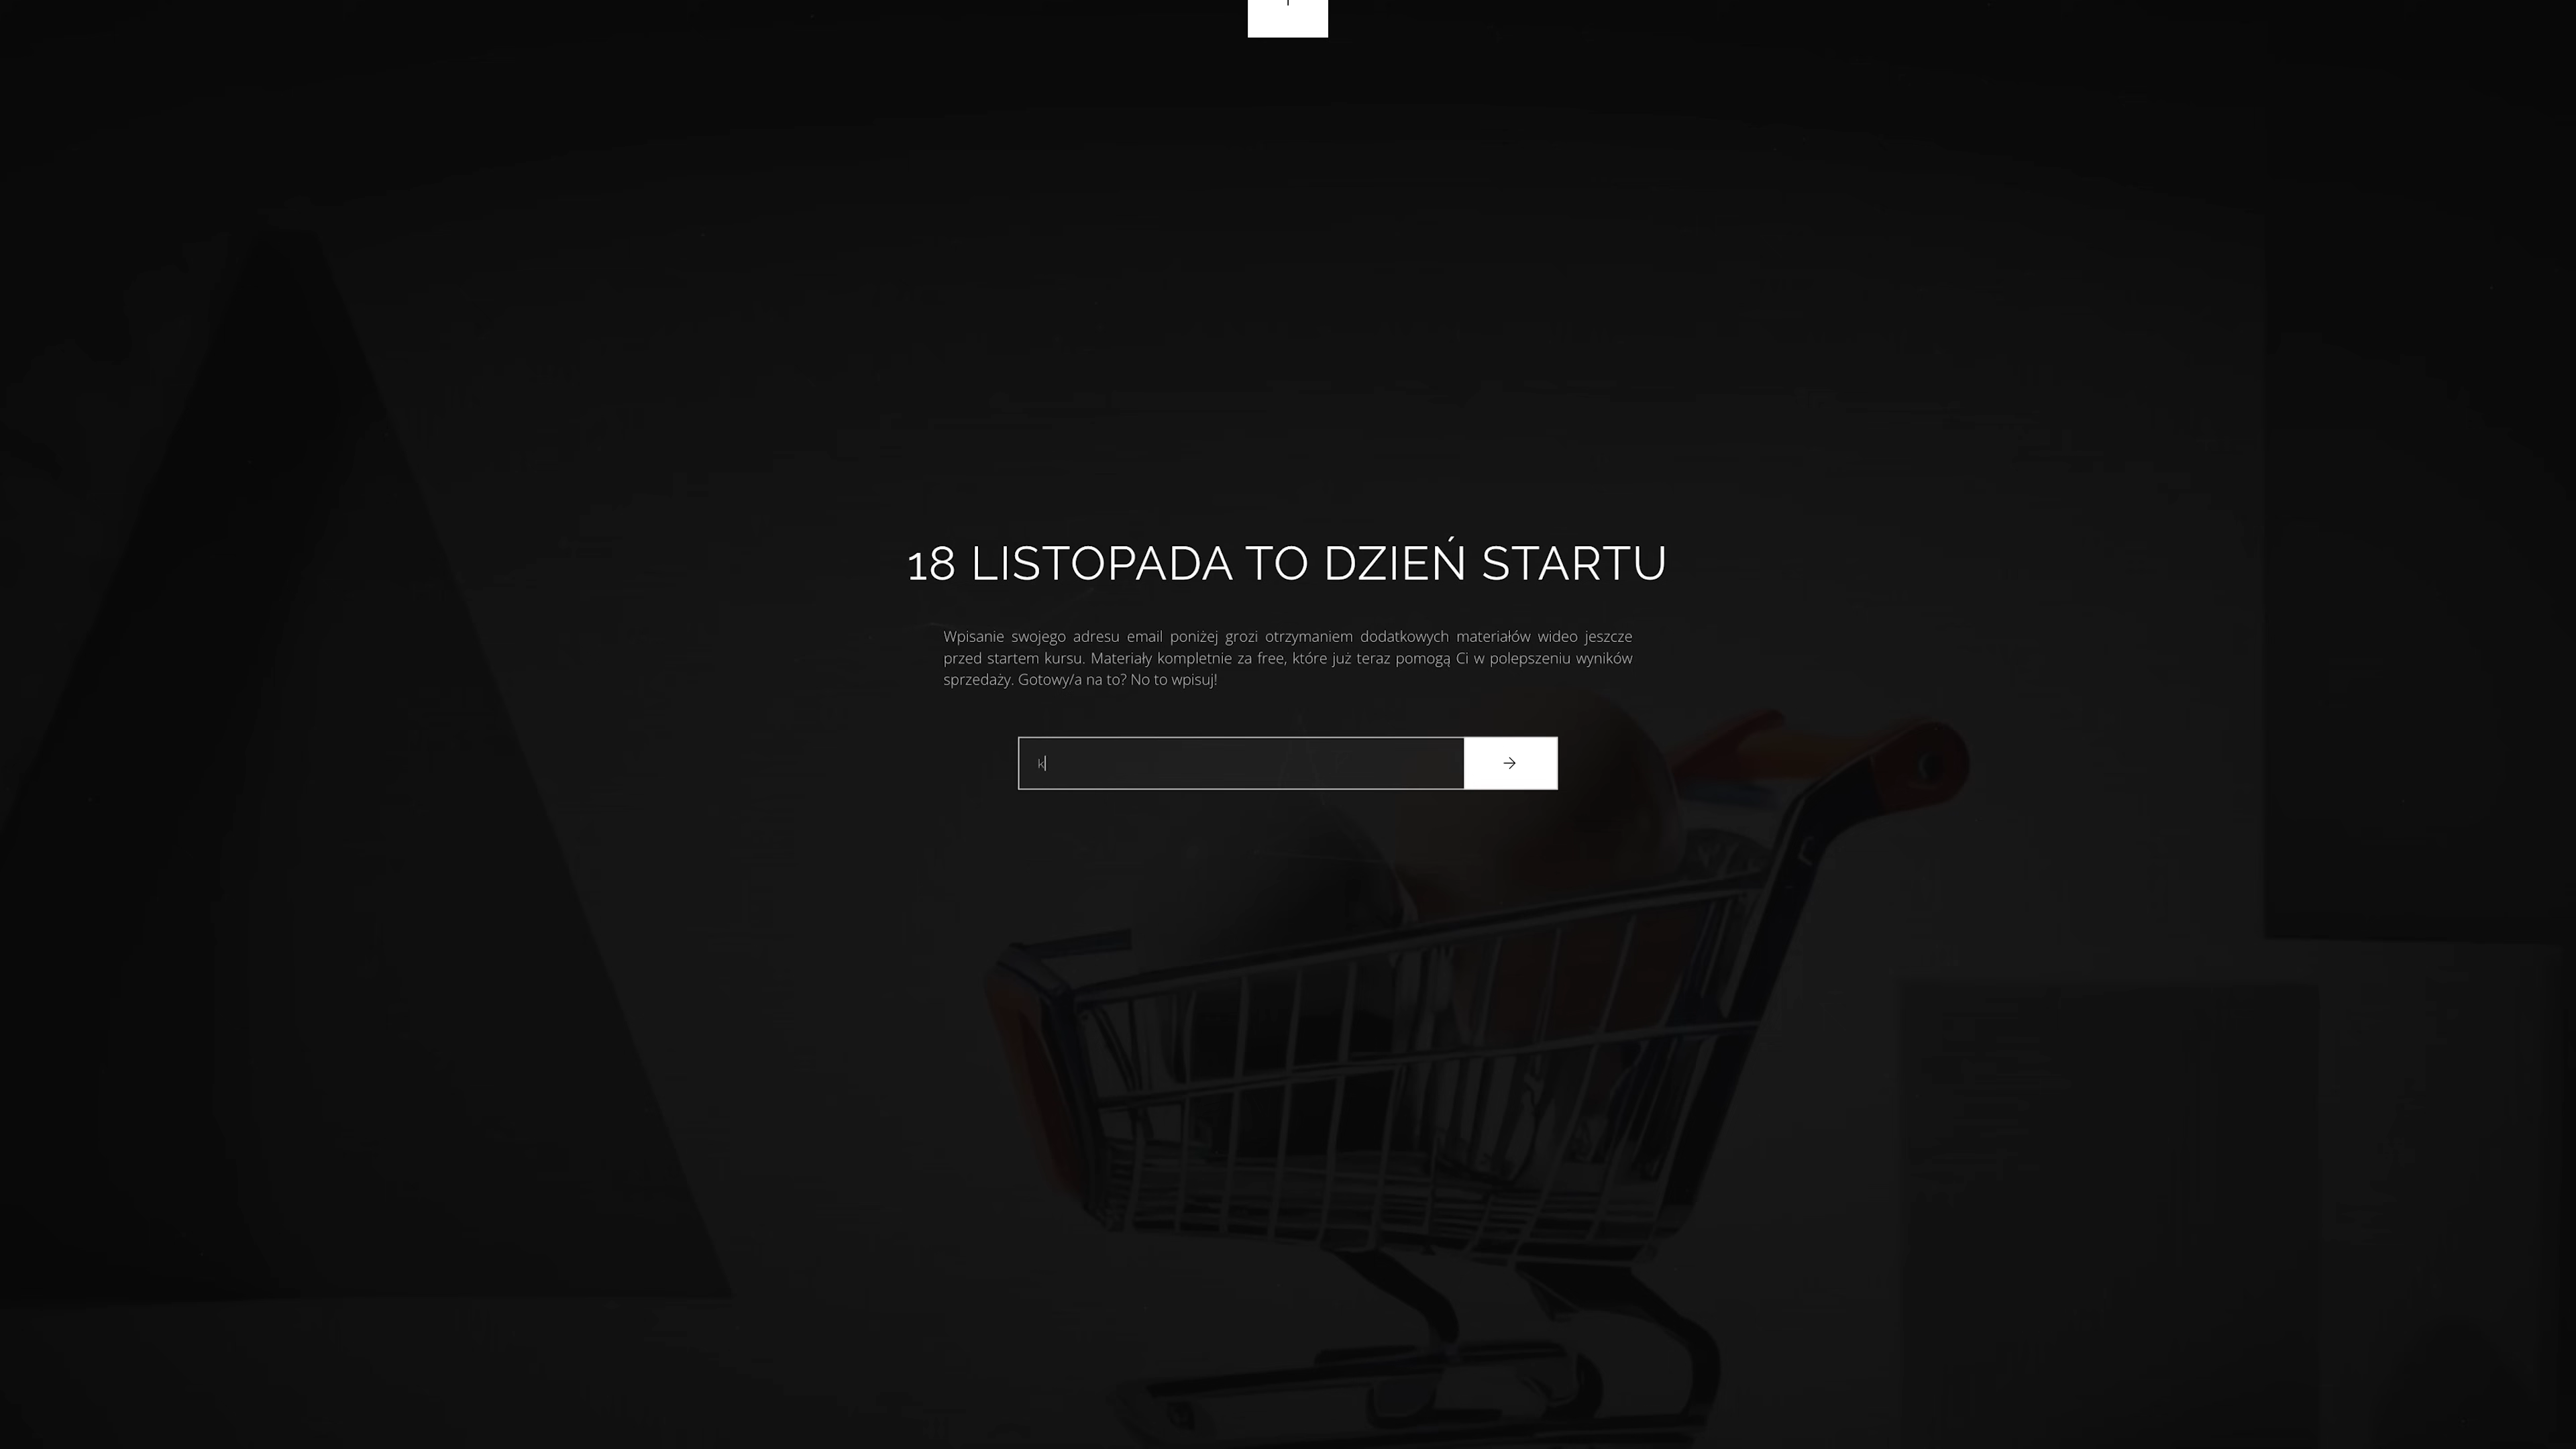 18 LISTOPADA TO DZIEŃ STARTU
Wpisanie swojego adresu email poniżej grozi otrzymaniem dodatkowych materiałów wideo jeszcze
przed startem kursu. Materiały kompletnie za free, które już teraz pomogą Ci w polepszeniu wyników
sprzedaży. Gotowy/a na to? No to wpisuj!
k